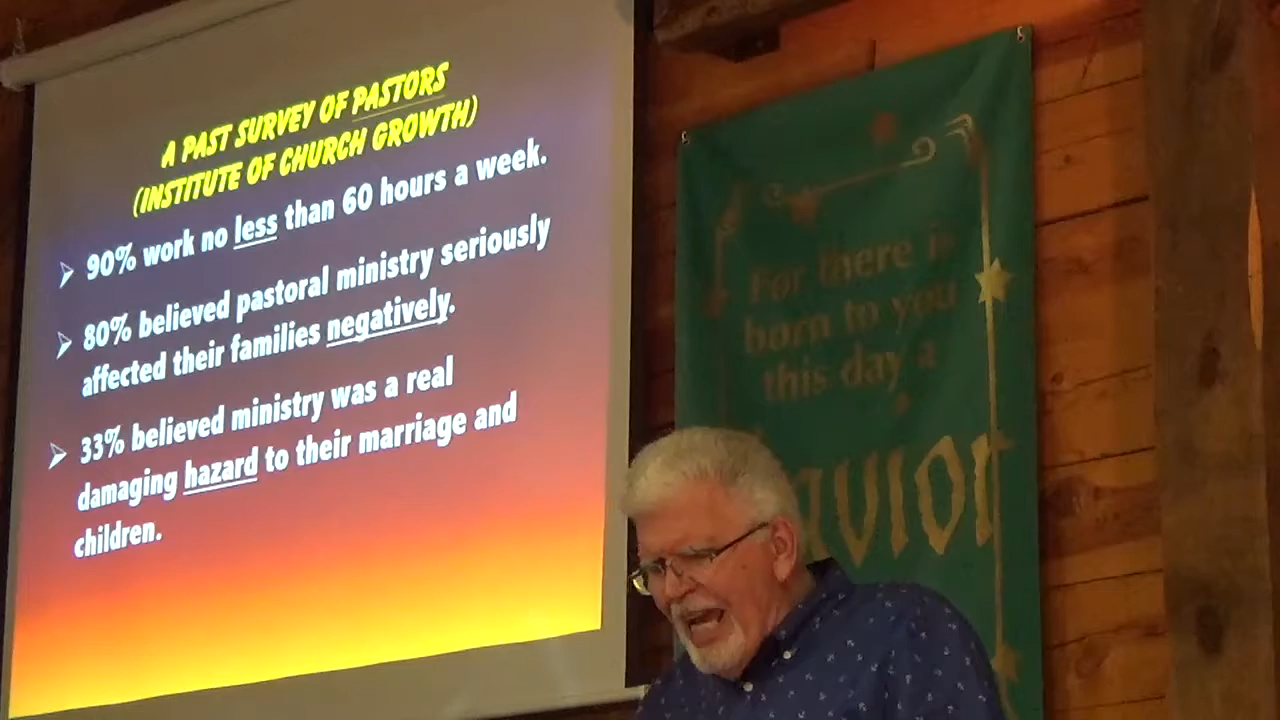 A PAST SURVEY OF PASTORS
(INSTITUTE OF CHURCH GROWTH)
90% work no less than 60 hours a week.
80% believed pastoral ministry seriously
affected their families negatively.
33% believed ministry was a real
damaging hazard to their marriage and
children.
For there is
born to you
this day a
Savior